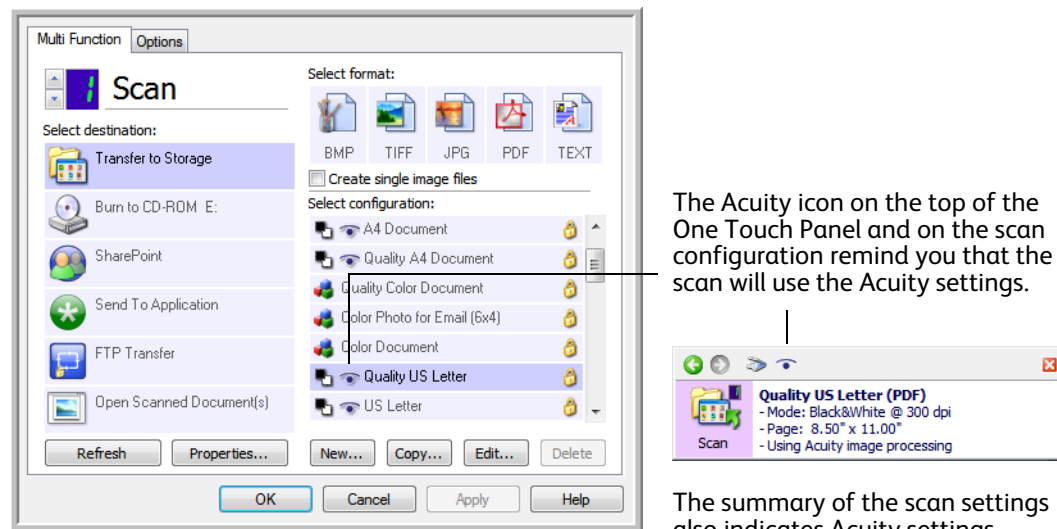 Multi Function
Options
1
Scan
Select destination:
Transfer to Storage
Burn to CD-ROM E:
SharePoint
Send To Application
FTP Transfer
Open Scanned Document(s)
Refresh
Properties...
Select format:
BMP
TIFF
JPG
PDF
TEXT
Create single image files
Select configuration:
A4 Document
Quality A4 Document
Quality Color Document
Color Photo for Email (6x4)
Color Document
Quality US Letter
US Letter
New...
Copy...
Edit...
Delete
OK
Cancel
Apply
Help
The Acuity icon on the top of the
One Touch Panel and on the scan
configuration remind you that the
scan will use the Acuity settings.
Scan
Quality US Letter (PDF)
- Mode: Black&White @ 300 dpi
- Page: 8.50" x 11.00"
- Using Acuity image processing
The summary of the scan settings
also indicates Acuity settings